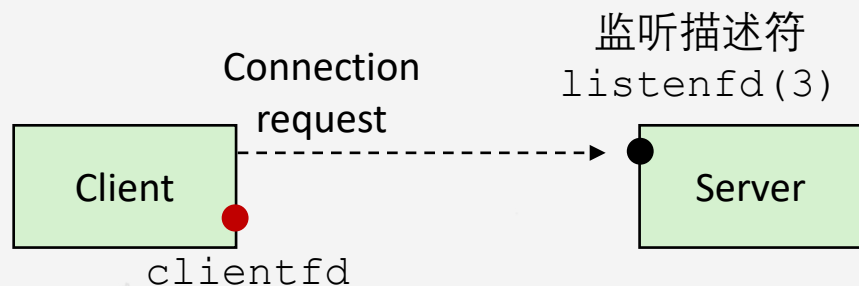 监听描述符
listenfd(3)
Connection
request
Client
Server
clientfd